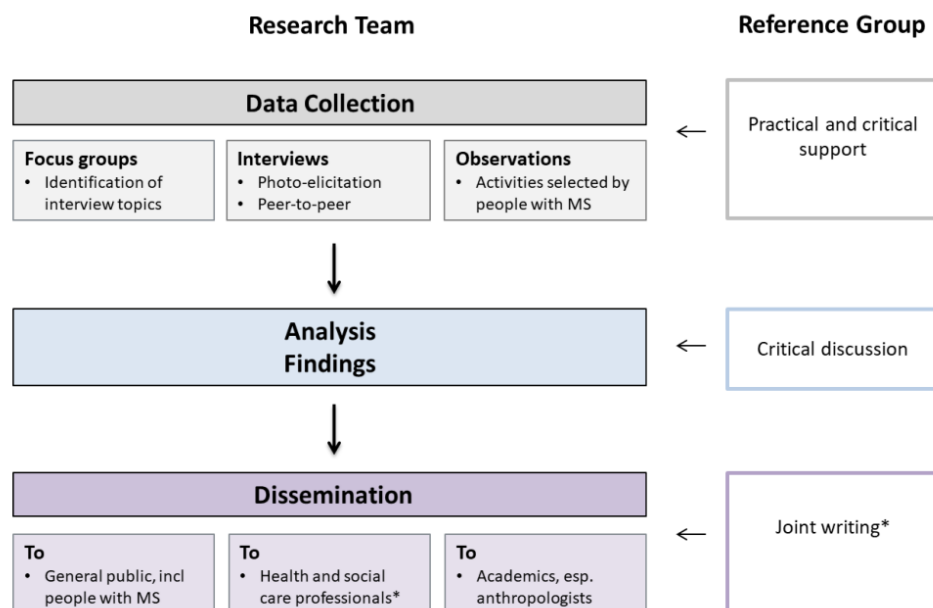 Research Team
Reference Group
Data Collection
Focus groups
• Identification of
interview topics
Interviews
• Photo-elicitation
• Peer-to-peer
Observations
• Activities selected by
people with MS
Practical and critical
support
Analysis
Findings
Critical discussion
Dissemination
To
• General public, incl
people with MS
To
• Health and social
care professionals*
To
• Academics, esp.
anthropologists
Joint writing*